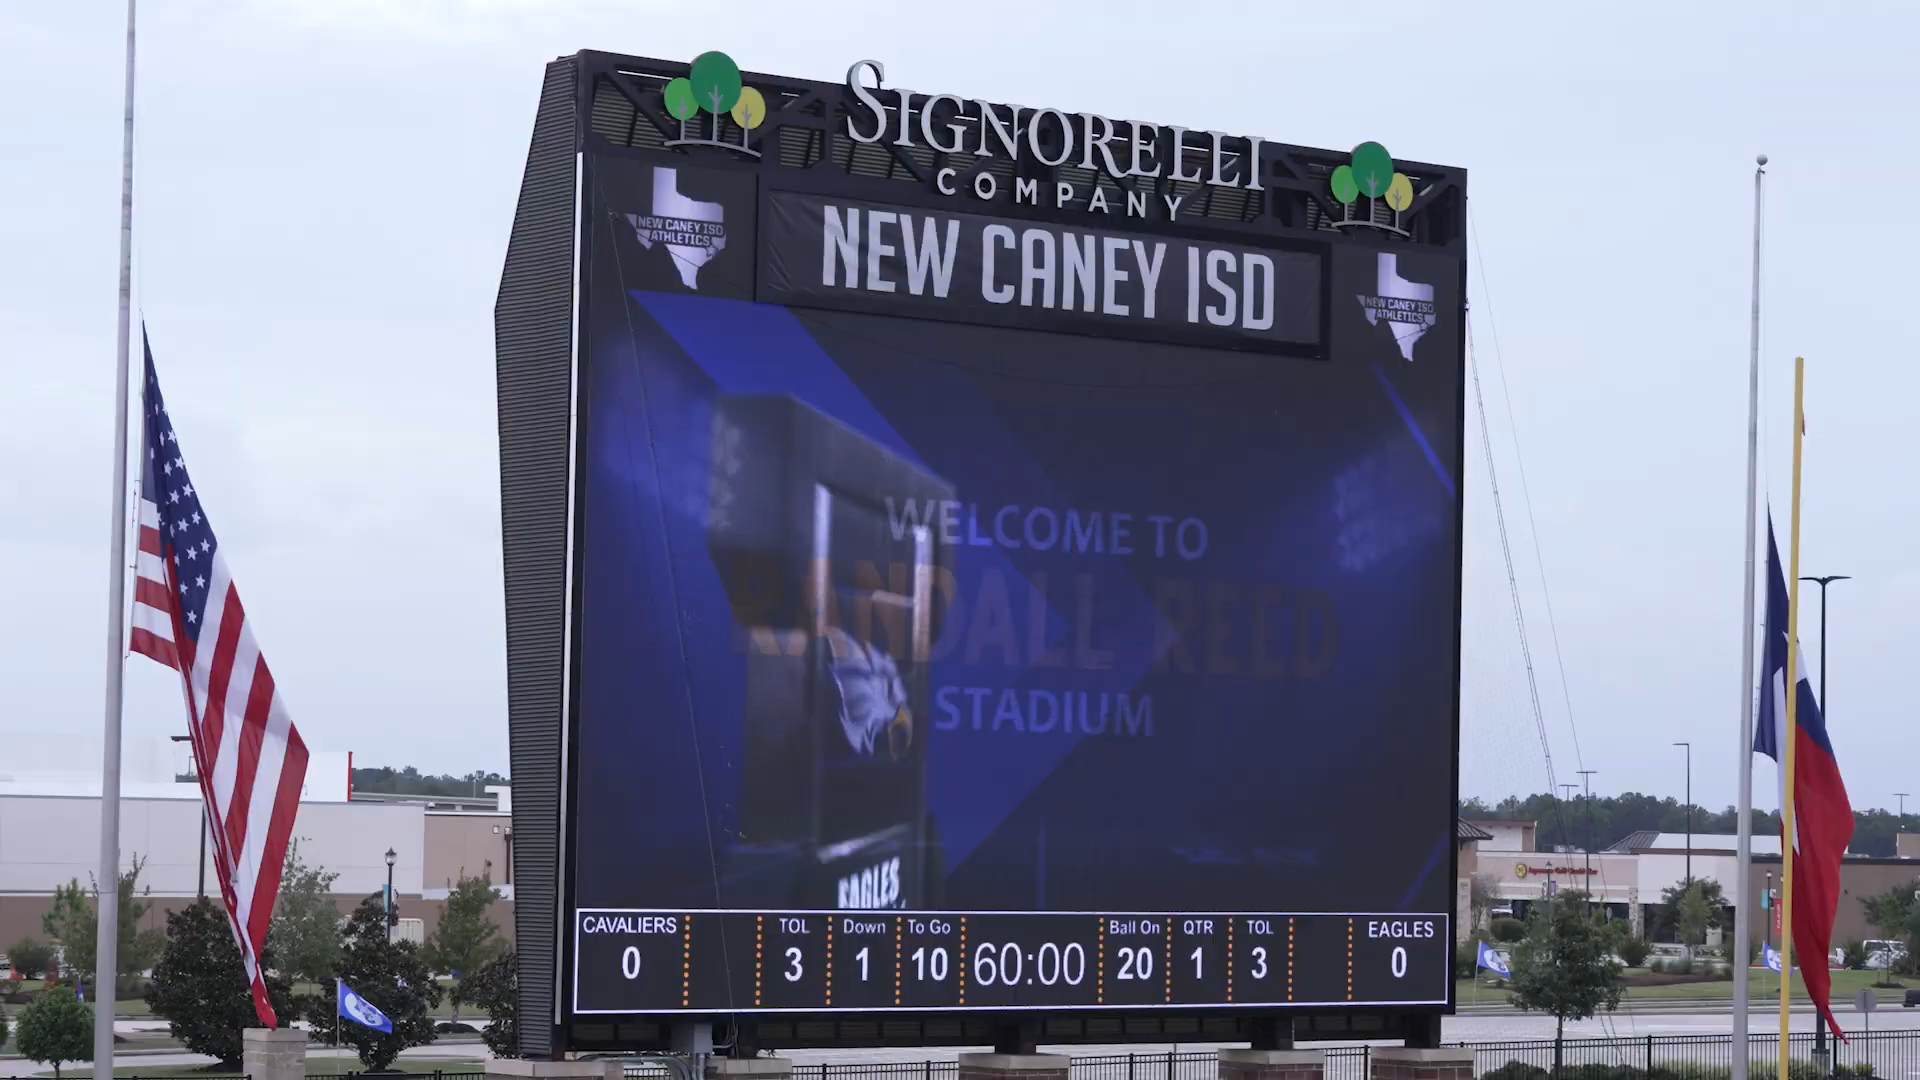 SIGNORELLI
COMPANY
NEW CANEY ISD
NEW CANEY ISD
ATHLETICS
NEW CANEY ISD
ATHLETICS
WELCOME TO
RANDALL REED
STADIUM
EAGLES
CAVALIERS TOL Down To Go 60:00 Ball On QTR TOL EAGLES
0 3 1 10 20 1 3 0